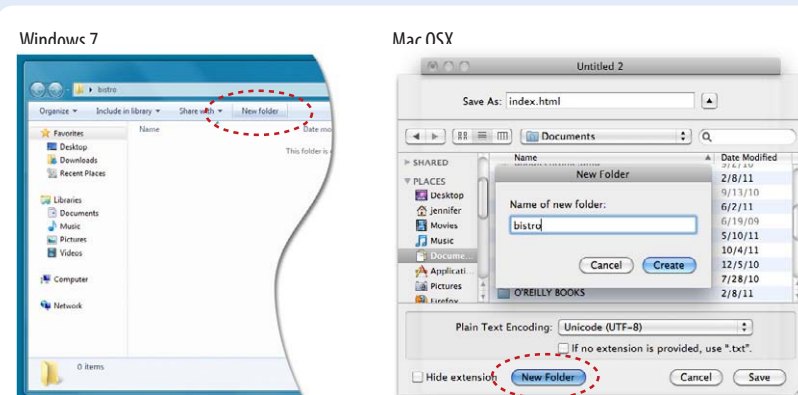 Windows 7
bistro
Organize
Include in library
Share with
New folder
Favorites
Desktop
Downloads
Recent Places
Libraries
Documents
Music
Pictures
Videos
Computer
Network
Name
Date mo
This folder is
0 items
Mac OSX
Untitled 2
Save As: index.html
Documents
SHARED
PLACES
Desktop
jennifer
Movies
Music
Docume...
Applicati...
Pictures
Firefox
Name
Date Modified
2/8/11
9/13/10
6/2/11
6/19/09
5/10/11
10/4/11
12/5/10
7/28/10
2/8/11
New Folder
Name of new folder:
bistro
Cancel Create
O'REILLY BOOKS
Plain Text Encoding: Unicode (UTF-8)
If no extension is provided, use ".txt".
Hide extension New Folder Cancel Save